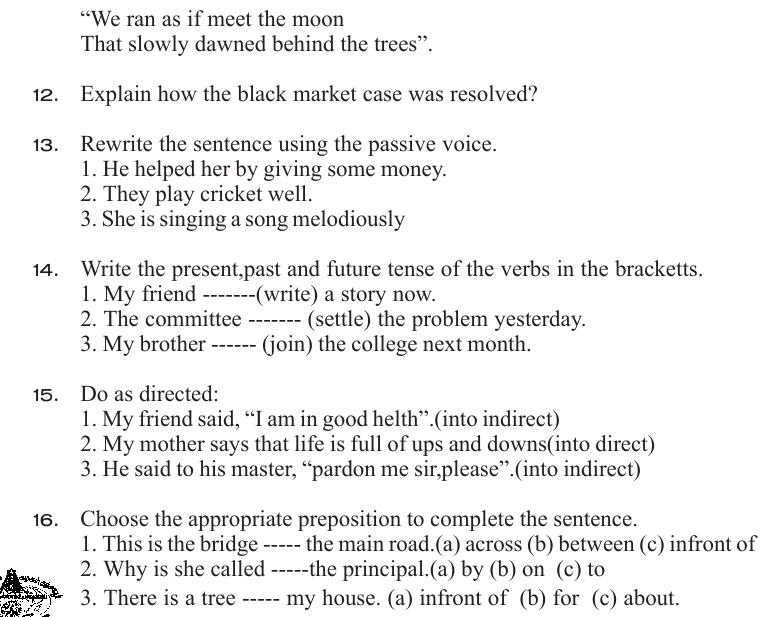 “We ran as if meet the moon
That slowly dawned behind the trees”.
12. Explain how the black market case was resolved?
13. Rewrite the sentence using the passive voice.
1. He helped her by giving some money.
2. They play cricket well.
3. She is singing a song melodiously
14. Write the present,past and future tense of the verbs in the bracketts.
1. My friend -------(write) a story now.
2. The committee ------- (settle) the problem yesterday.
3. My brother ------ (join) the college next month.
15. Do as directed:
1. My friend said, “I am in good helth”.(into indirect)
2. My mother says that life is full of ups and downs(into direct)
3. He said to his master, “pardon me sir,please”.(into indirect)
16. Choose the appropriate preposition to complete the sentence.
1. This is the bridge ----- the main road.(a) across (b) between (c) infront of
2. Why is she called -----the principal.(a) by (b) on (c) to
3. There is a tree ----- my house. (a) infront of (b) for (c) about.